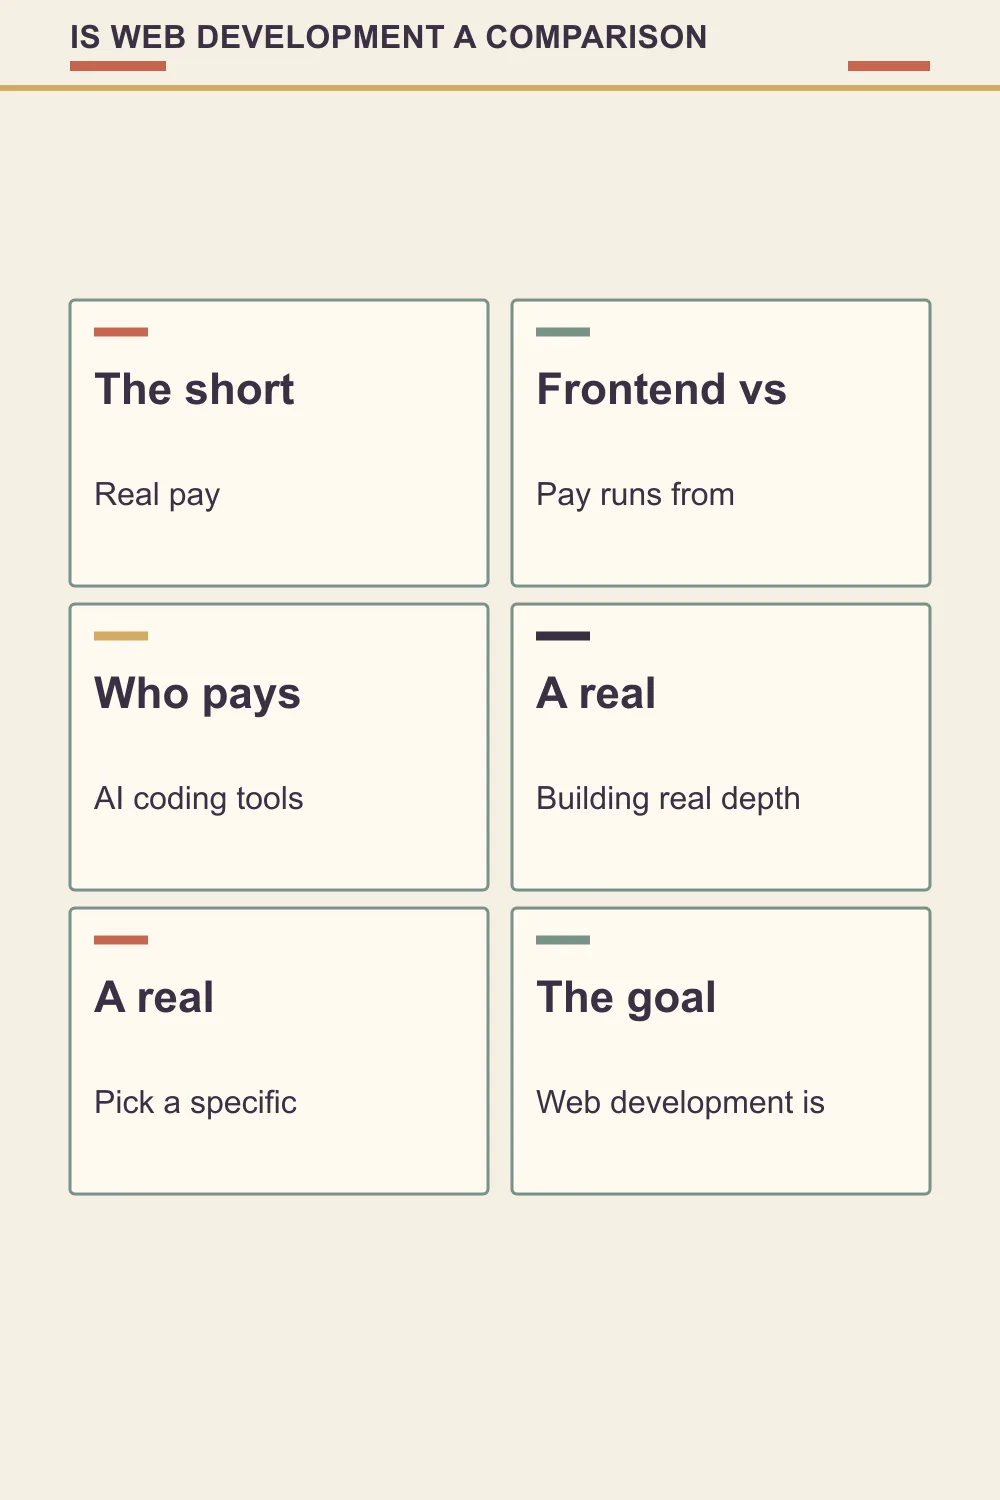 IS WEB DEVELOPMENT A COMPARISON
The short
Real pay
Frontend vs
Pay runs from
Who pays
AI coding tools
A real
Building real depth
A real
Pick a specific
The goal
Web development is